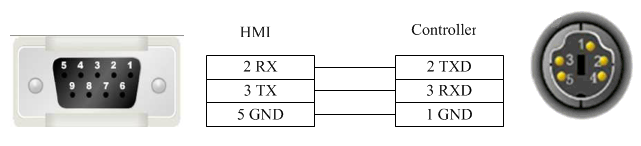 HMI
Controller
5 4 3 2 1
9 8 7 6
2 RX
2 TXD
3 TX
3 RXD
5 GND
1 GND
1
3 2
5 4